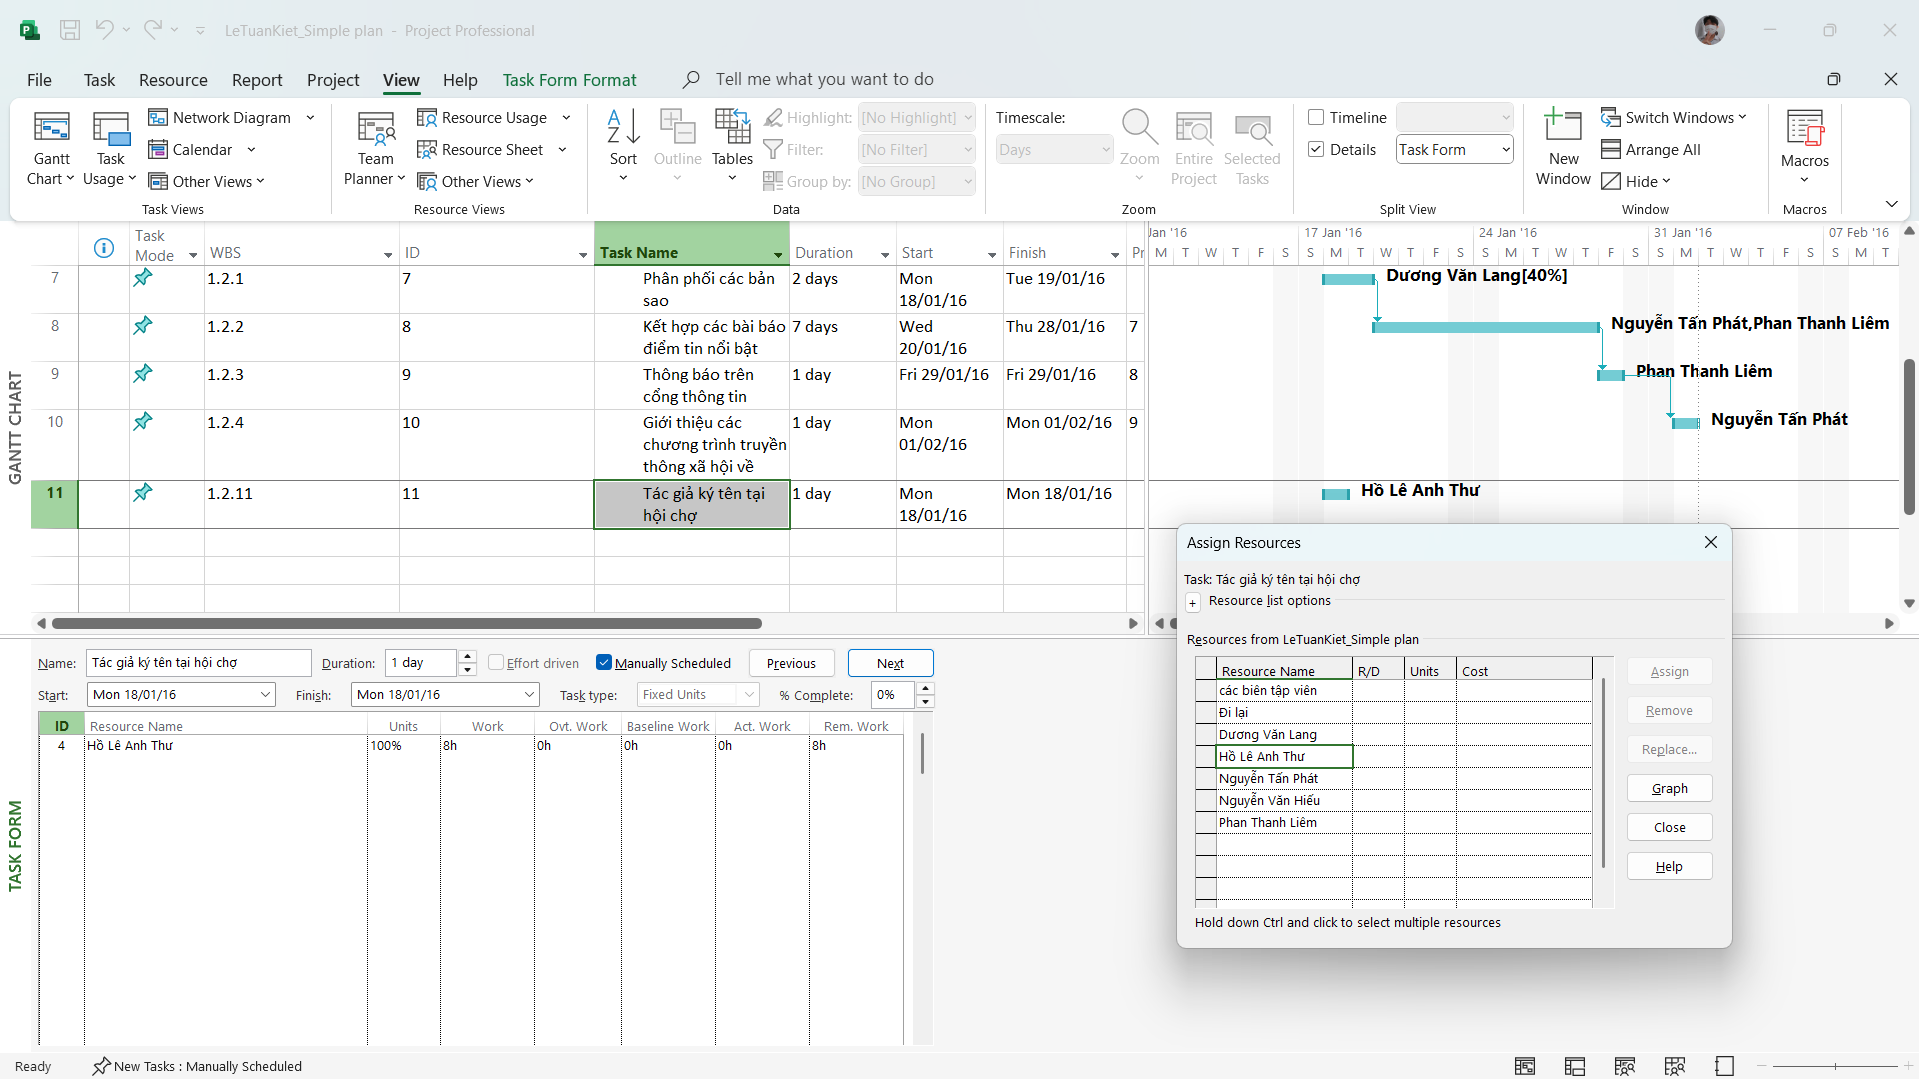 LeTuanKiet_Simple plan - Project Professional
File Task Resource Report Project View Help Task Form Format Tell me what you want to do
Gantt Chart
Task Usage
Network Diagram
Calendar
Other Views
Task Views
Team Planner
Resource Usage
Resource Sheet
Other Views
Resource Views
Sort
Outline
Tables
Highlight: [No Highlight]
Filter: [No Filter]
Group by: [No Group]
Data
Timescale:
Days
Zoom
Entire Project
Selected Tasks
Zoom
Timeline
Details Task Form
Split View
New Window
Switch Windows
Arrange All
Hide
Window
Macros
Macros
GANTT CHART
Task Mode WBS ID Task Name Duration Start Finish Pr
Jan '16 17 Jan '16 24 Jan '16 31 Jan '16 07 Feb '16
M T W T F S S M T W T F S S M T W T F S S M T W T F S S M T
7 1.2.1 7 Phân phối các bản sao 2 days Mon 18/01/16 Tue 19/01/16 Dương Văn Lang[40%]
8 1.2.2 8 Kết hợp các bài báo điểm tin nổi bật 7 days Wed 20/01/16 Thu 28/01/16 7 Nguyễn Tấn Phát,Phan Thanh Liêm
9 1.2.3 9 Thông báo trên cổng thông tin 1 day Fri 29/01/16 Fri 29/01/16 8 Phan Thanh Liêm
10 1.2.4 10 Giới thiệu các chương trình truyền thông xã hội về 1 day Mon 01/02/16 Mon 01/02/16 9 Nguyễn Tấn Phát
11 1.2.11 11 Tác giả ký tên tại hội chợ 1 day Mon 18/01/16 Mon 18/01/16 Hồ Lê Anh Thư
TASK FORM
Name: Tác giả ký tên tại hội chợ Duration: 1 day Effort driven Manually Scheduled Previous Next
Start: Mon 18/01/16 Finish: Mon 18/01/16 Task type: Fixed Units % Complete: 0%
ID Resource Name Units Work Ovt. Work Baseline Work Act. Work Rem. Work
4 Hồ Lê Anh Thư 100% 8h 0h 0h 0h 8h
Assign Resources
Task: Tác giả ký tên tại hội chợ
+ Resource list options
Resources from LeTuanKiet_Simple plan
Resource Name R/D Units Cost
các biên tập viên
Đi lại
Dương Văn Lang
Hồ Lê Anh Thư
Nguyễn Tấn Phát
Nguyễn Văn Hiếu
Phan Thanh Liêm
Assign
Remove
Replace...
Graph
Close
Help
Hold down Ctrl and click to select multiple resources
Ready New Tasks : Manually Scheduled